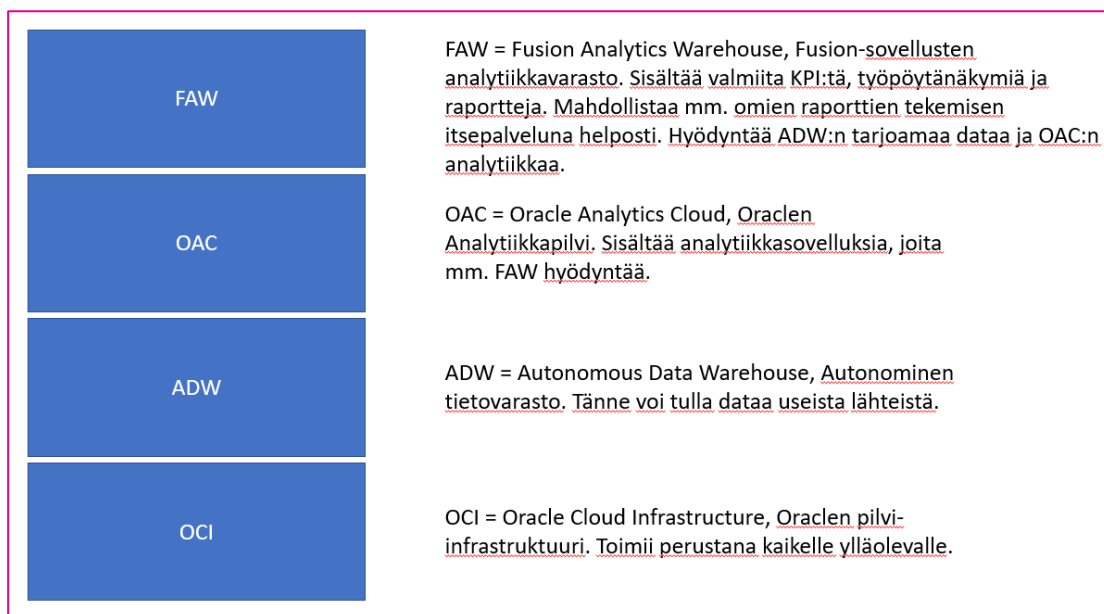 FAW
FAW = Fusion Analytics Warehouse, Fusion-sovellusten
analytiikkavarasto. Sisältää valmiita KPI:tä, työpöytänäkymiä ja
raportteja. Mahdollistaa mm. omien raporttien tekemisen
itsepalveluna helposti. Hyödyntää ADW:n tarjoamaa dataa ja OAC:n
analytiikkaa.
OAC
OAC = Oracle Analytics Cloud, Oraclen
Analytiikkapilvi. Sisältää analytiikkasovelluksia, joita
mm. FAW hyödyntää.
ADW
ADW = Autonomous Data Warehouse, Autonominen
tietovarasto. Tänne voi tulla dataa useista lähteistä.
OCI
OCI = Oracle Cloud Infrastructure, Oraclen pilvi-
infrastruktuuri. Toimii perustana kaikelle ylläolevalle.